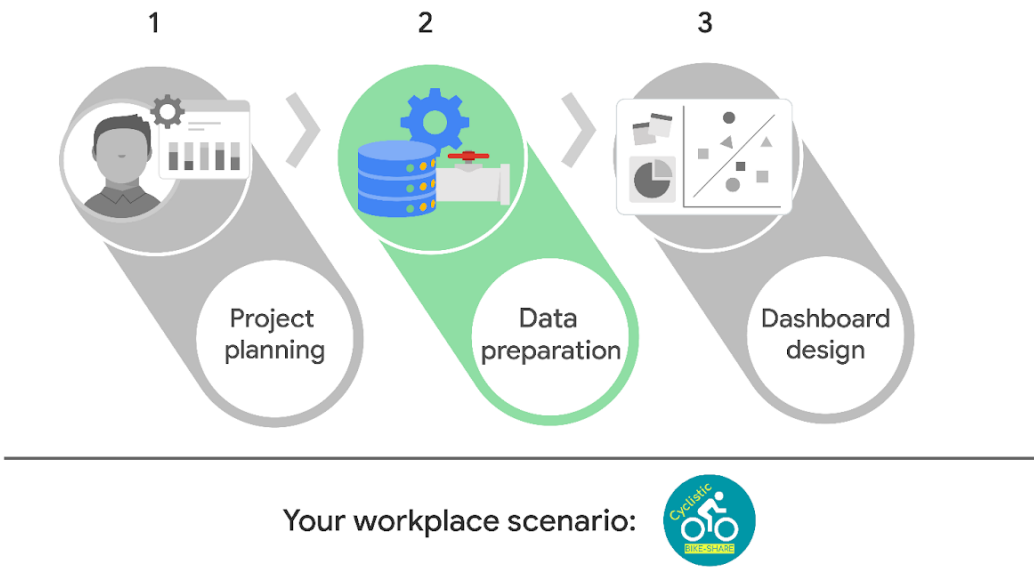 1
2
3
Project
planning
Data
preparation
Dashboard
design
Your workplace scenario:
Cyclistic
BIKE-SHARE